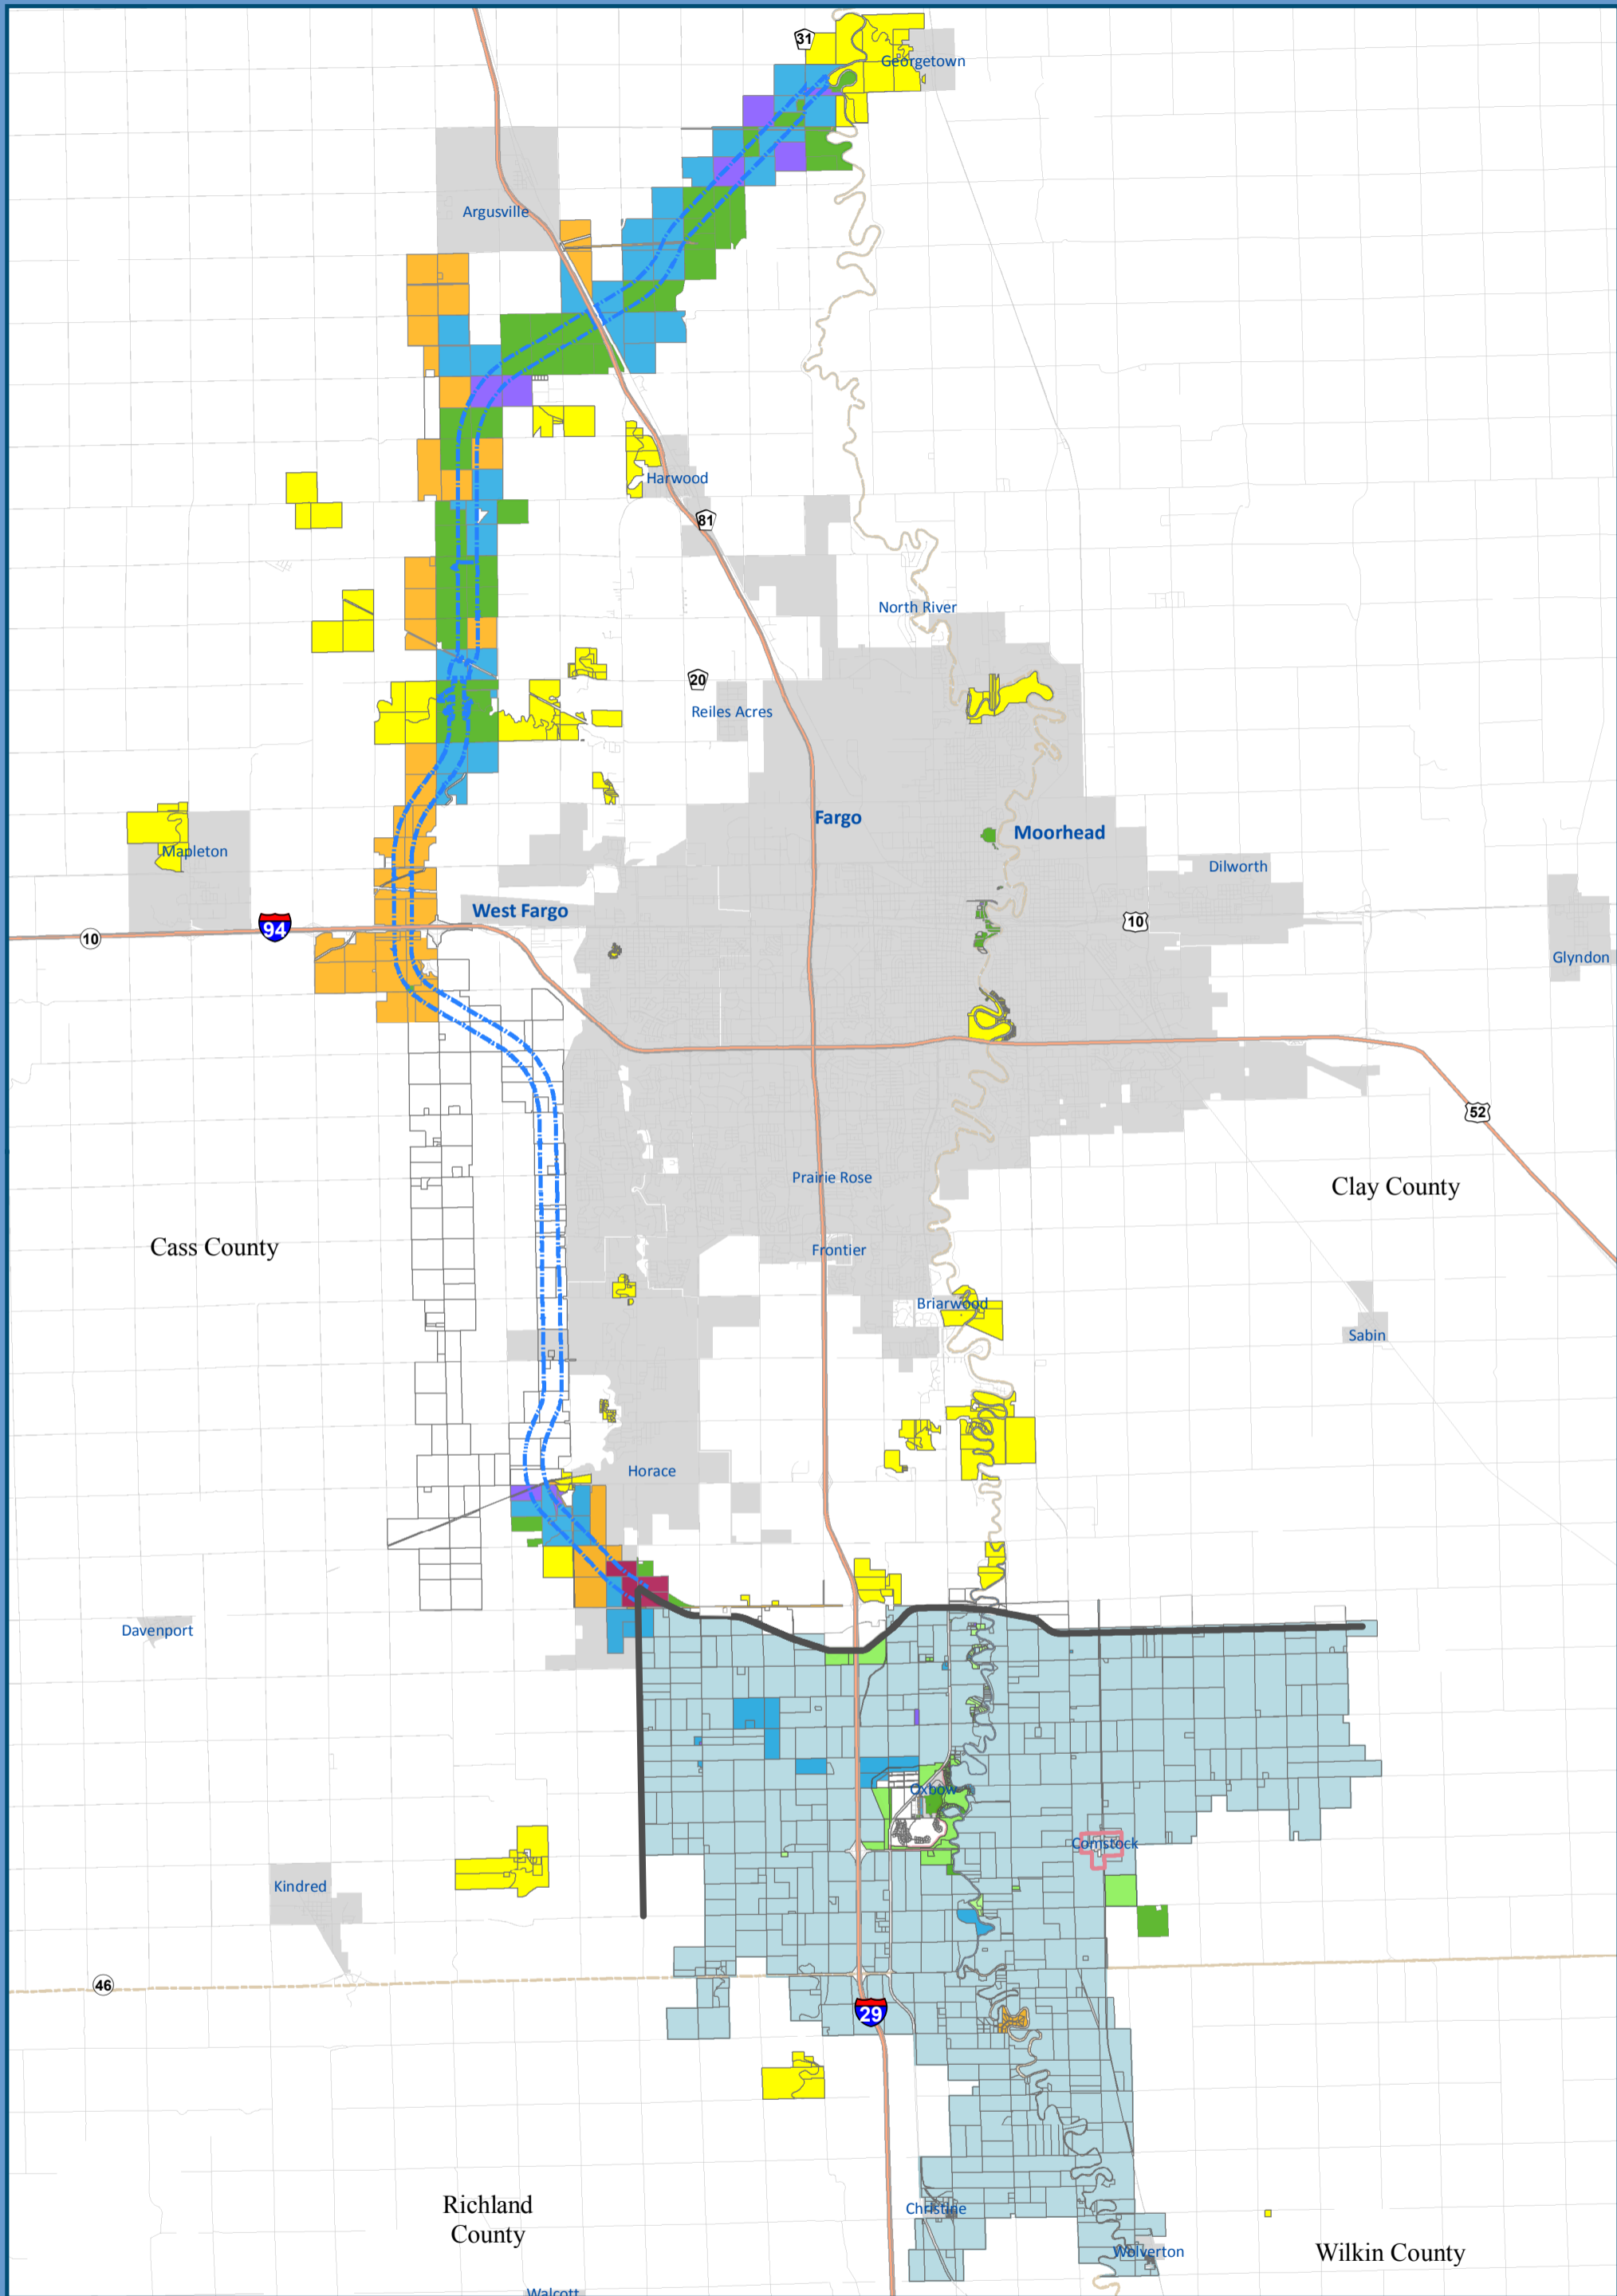 31
Georgetown
Argusville
Harwood
81
North River
20
Reiles Acres
Fargo
Moorhead
Mapleton
Dilworth
West Fargo
94
10
10
Glyndon
52
Prairie Rose
Clay County
Cass County
Frontier
Briarwood
Sabin
Horace
Davenport
Oxbow
Comstock
Kindred
46
29
Christine
Richland
County
Wolverton
Wilkin County
Walcott